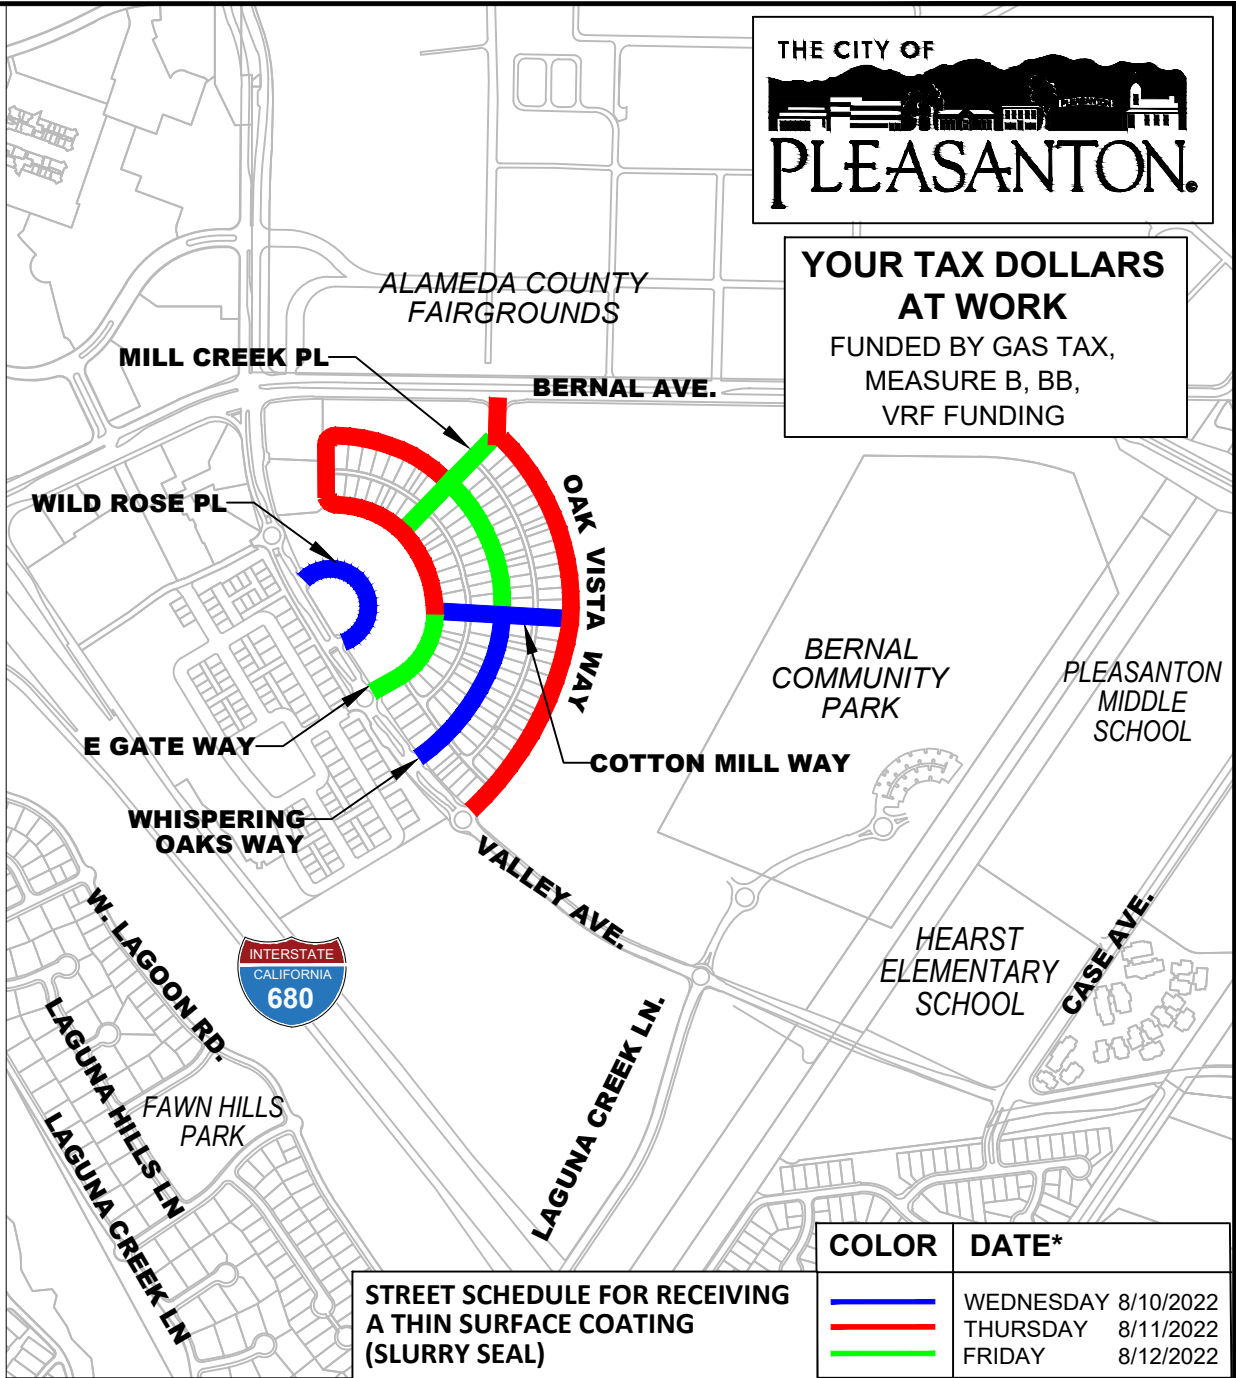 THE CITY OF
PLEASANTON
PLEASANTON.
YOUR TAX DOLLARS
AT WORK
FUNDED BY GAS TAX,
MEASURE B, BB,
VRF FUNDING
ALAMEDA COUNTY
FAIRGROUNDS
MILL CREEK PL
BERNAL AVE.
WILD ROSE PL
OAK VISTA WAY
BERNAL
COMMUNITY
PARK
PLEASANTON
MIDDLE
SCHOOL
E GATE WAY
COTTON MILL WAY
WHISPERING
OAKS WAY
VALLEY AVE.
W. LAGOON RD.
INTERSTATE
CALIFORNIA
680
HEARST
ELEMENTARY
SCHOOL
CASE AVE.
LAGUNA HILLS LN
LAGUNA CREEK LN.
FAWN HILLS
PARK
LAGUNA CREEK LN
STREET SCHEDULE FOR RECEIVING
A THIN SURFACE COATING
(SLURRY SEAL)
COLOR DATE*
WEDNESDAY 8/10/2022
THURSDAY 8/11/2022
FRIDAY 8/12/2022